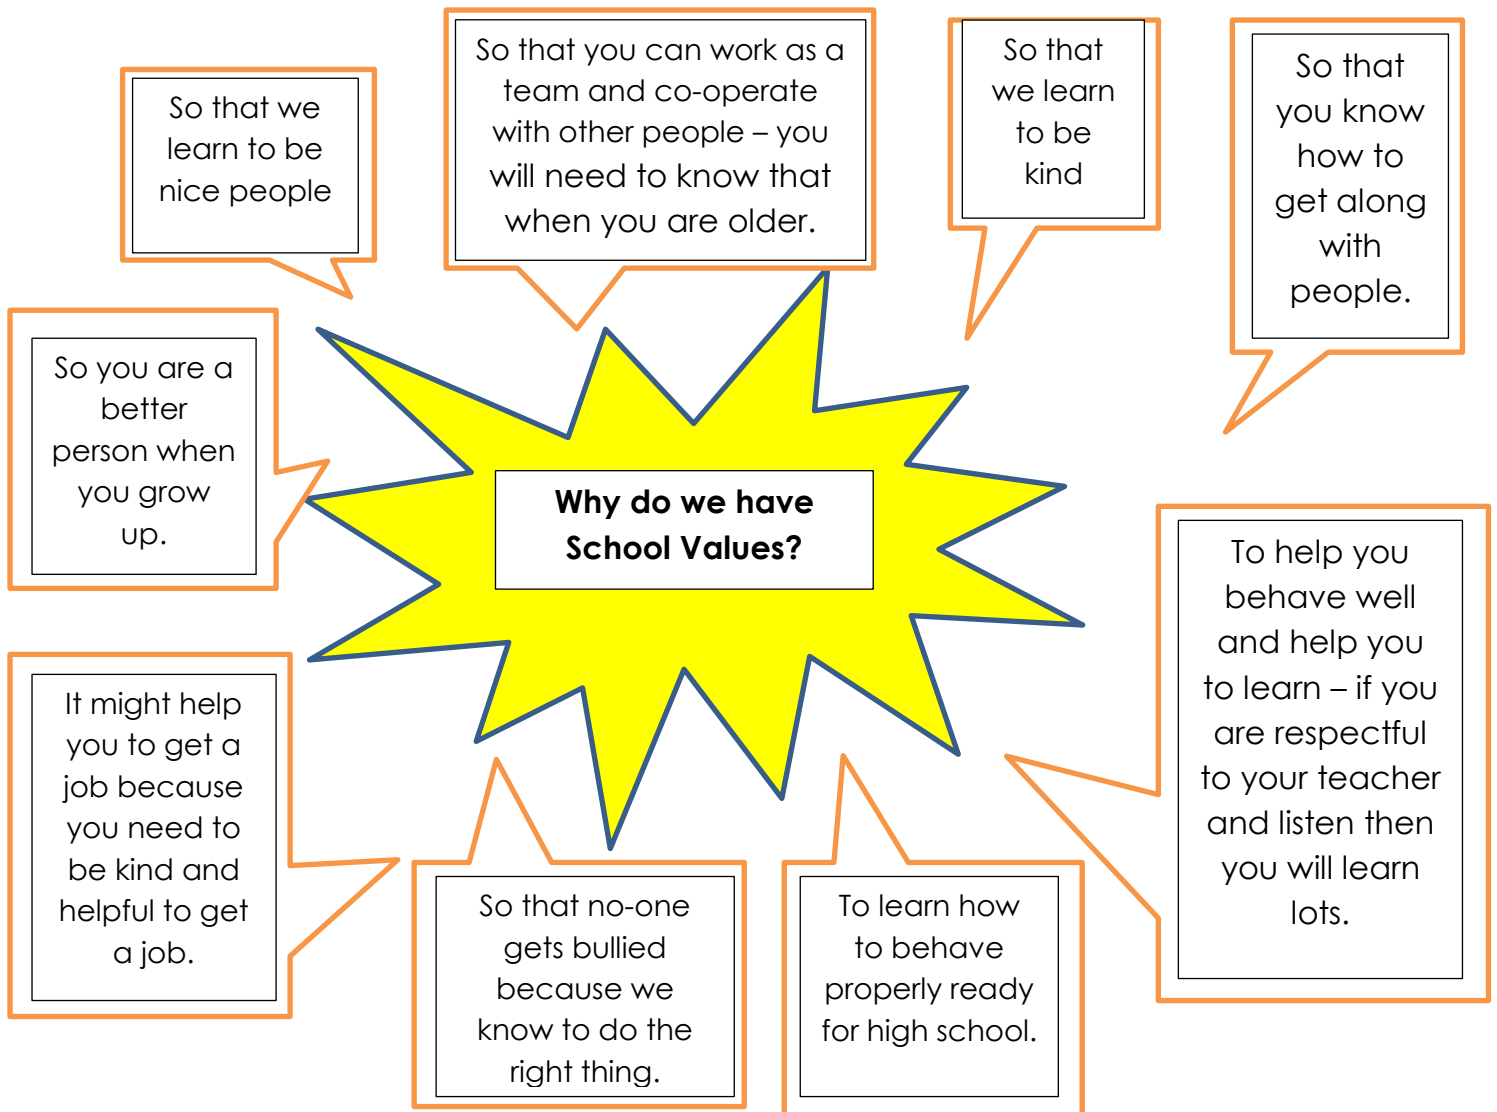 So that we
learn to be
nice people
So that you can work as a
team and co-operate
with other people – you
will need to know that
when you are older.
So that
we learn
to be
kind
So that
you know
how to
get along
with
people.
So you are a
better
person when
you grow
up.
Why do we have
School Values?
To help you
behave well
and help you
to learn – if you
are respectful
to your teacher
and listen then
you will learn
lots.
It might help
you to get a
job because
you need to
be kind and
helpful to get
a job.
So that no-one
gets bullied
because we
know to do the
right thing.
To learn how
to behave
properly ready
for high school.